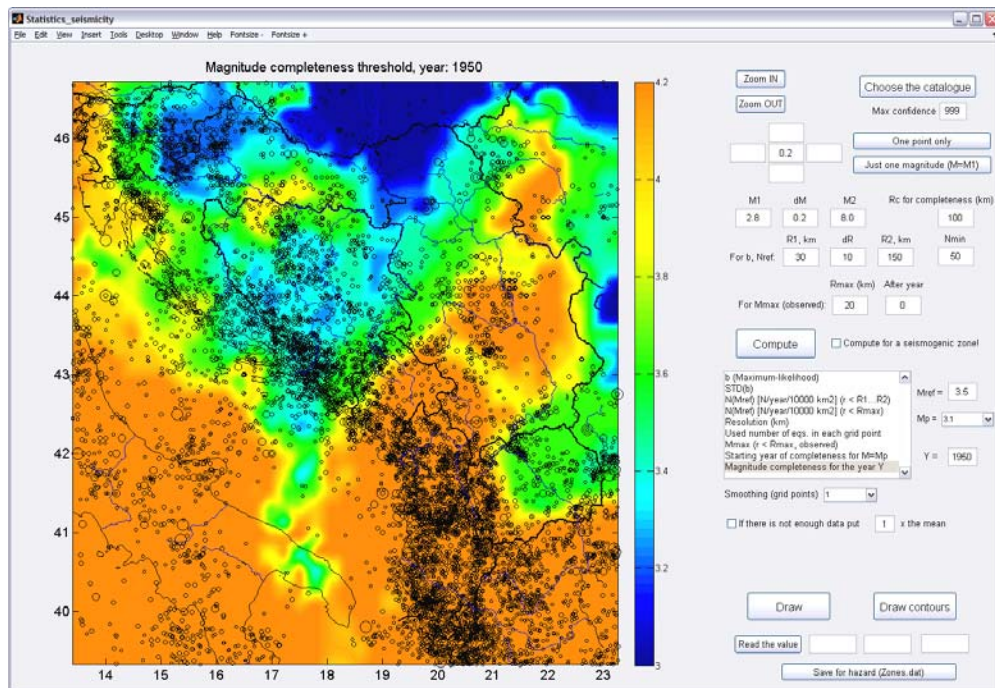 Statistics_seismicity
File Edit View Insert Tools Desktop Window Help Fontsize - Fontsize +
Magnitude completeness threshold, year: 1950
46
45
44
43
42
41
40
14 15 16 17 18 19 20 21 22 23
4.2
4
3.8
3.6
3.4
3.2
3
Zoom IN
Zoom OUT
0.2
Choose the catalogue
Max confidence 999
One point only
Just one magnitude (M=M1)
M1 dM M2 Rc for completeness (km)
2.8 0.2 8.0 100
R1, km dR R2, km Nmin
For b, Nref. 30 10 150 50
Rmax (km) After year
For Mmax (observed): 20 0
Compute
Compute for a seismogenic zone!
b (Maximum-likelihood)
STD(b)
N(Mref) [N/year/10000 km2] (r < R1...R2)
N(Mref) [N/year/10000 km2] (r < Rmax)
Resolution (km)
Used number of eqs. in each grid point
Mmax (r < Rmax, observed)
Starting year of completeness for M=Mp
Magnitude completeness for the year Y
Mref = 3.5
Mp = 3.1
Y = 1950
Smoothing (grid points) 1
If there is not enough data put 1 x the mean
Draw
Draw contours
Read the value
Save for hazard (Zones.dat)